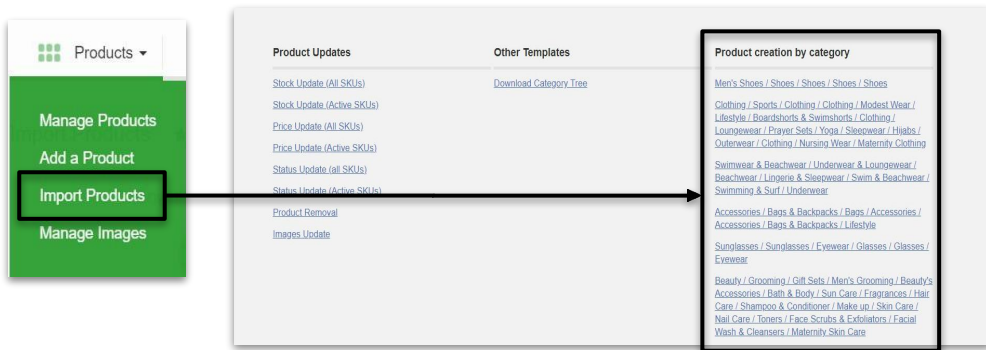 Products
Manage Products
Add a Product
Import Products
Manage Images
Product Updates
Stock Update (All SKUs)
Stock Update (Active SKUs)
Price Update (All SKUs)
Price Update (Active SKUs)
Status Update (all SKUs)
Status Update (Active SKUs)
Product Removal
Images Update
Other Templates
Download Category Tree
Product creation by category
Men's Shoes / Shoes / Shoes / Shoes / Shoes
Clothing / Sports / Clothing / Clothing / Modest Wear /
Lifestyle / Boardshorts & Swimshorts / Clothing /
Loungewear / Prayer Sets / Yoga / Sleepwear / Hijabs /
Outerwear / Clothing / Nursing Wear / Maternity Clothing
Swimwear & Beachwear / Underwear & Loungewear /
Beachwear / Lingerie & Sleepwear / Swim & Beachwear /
Swimming & Surf / Underwear
Accessories / Bags & Backpacks / Bags / Accessories /
Accessories / Bags & Backpacks / Lifestyle
Sunglasses / Sunglasses / Eyewear / Glasses / Glasses /
Eyewear
Beauty / Grooming / Gift Sets / Men's Grooming / Beauty's
Accessories / Bath & Body / Sun Care / Fragrances / Hair
Care / Shampoo & Conditioner / Make up / Skin Care /
Nail Care / Toners / Face Scrubs & Exfoliators / Facial
Wash & Cleansers / Maternity Skin Care